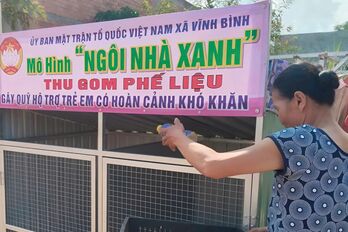 ỦY BAN MẶT TRẬN TỔ QUỐC VIỆT NAM XÃ VĨNH BÌNH
Mô Hình "NGÔI NHÀ XANH"
THU GOM PHẾ LIỆU
GÂY QUỸ HỘ TRỢ TRẺ EM CÓ HOÀN CẢNH KHÓ KHĂN